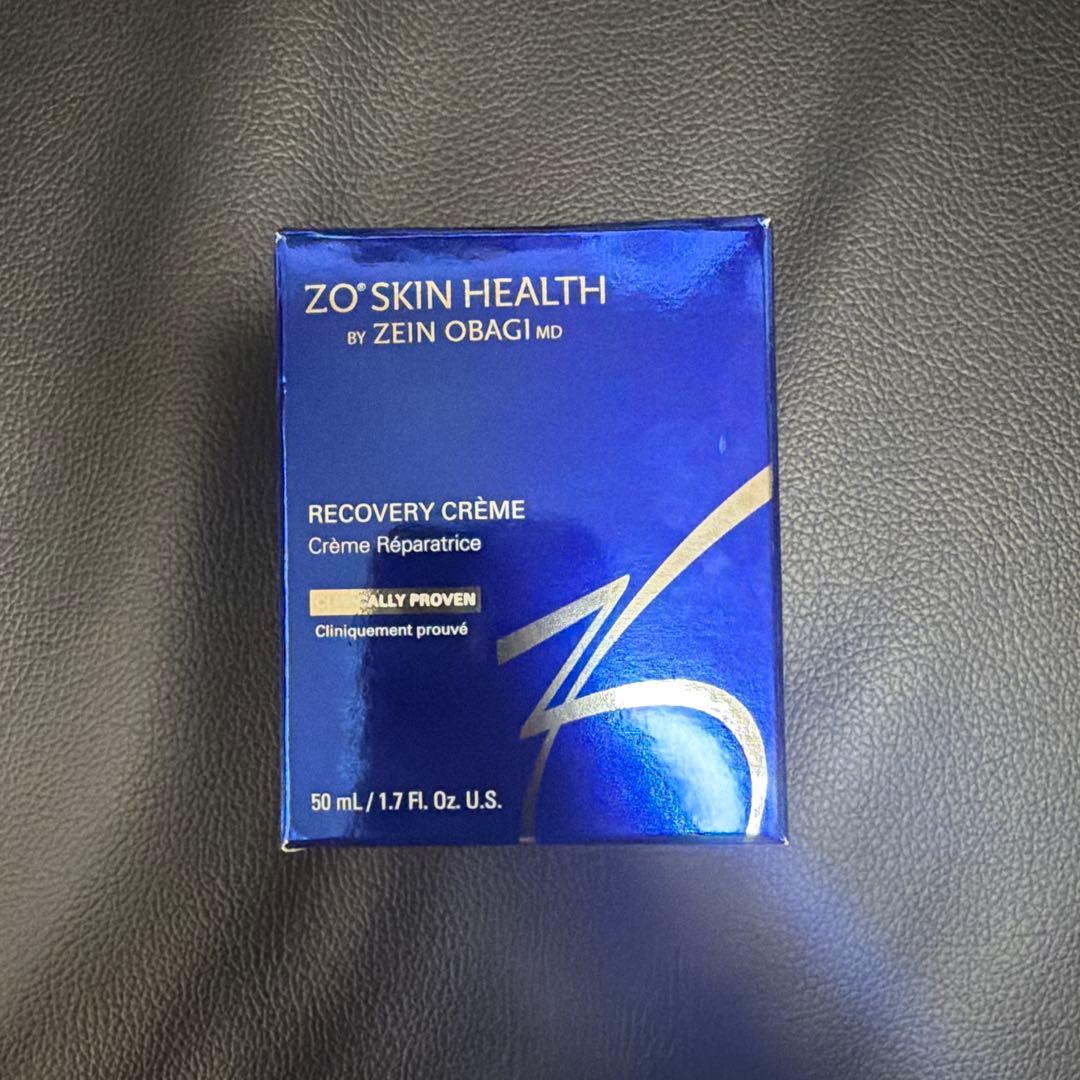 ZO® SKIN HEALTH
BY ZEIN OBAGI MD
RECOVERY CRÈME
Crème Réparatrice
CLINICALLY PROVEN
Cliniquement prouvé
50 mL / 1.7 Fl. Oz. U.S.